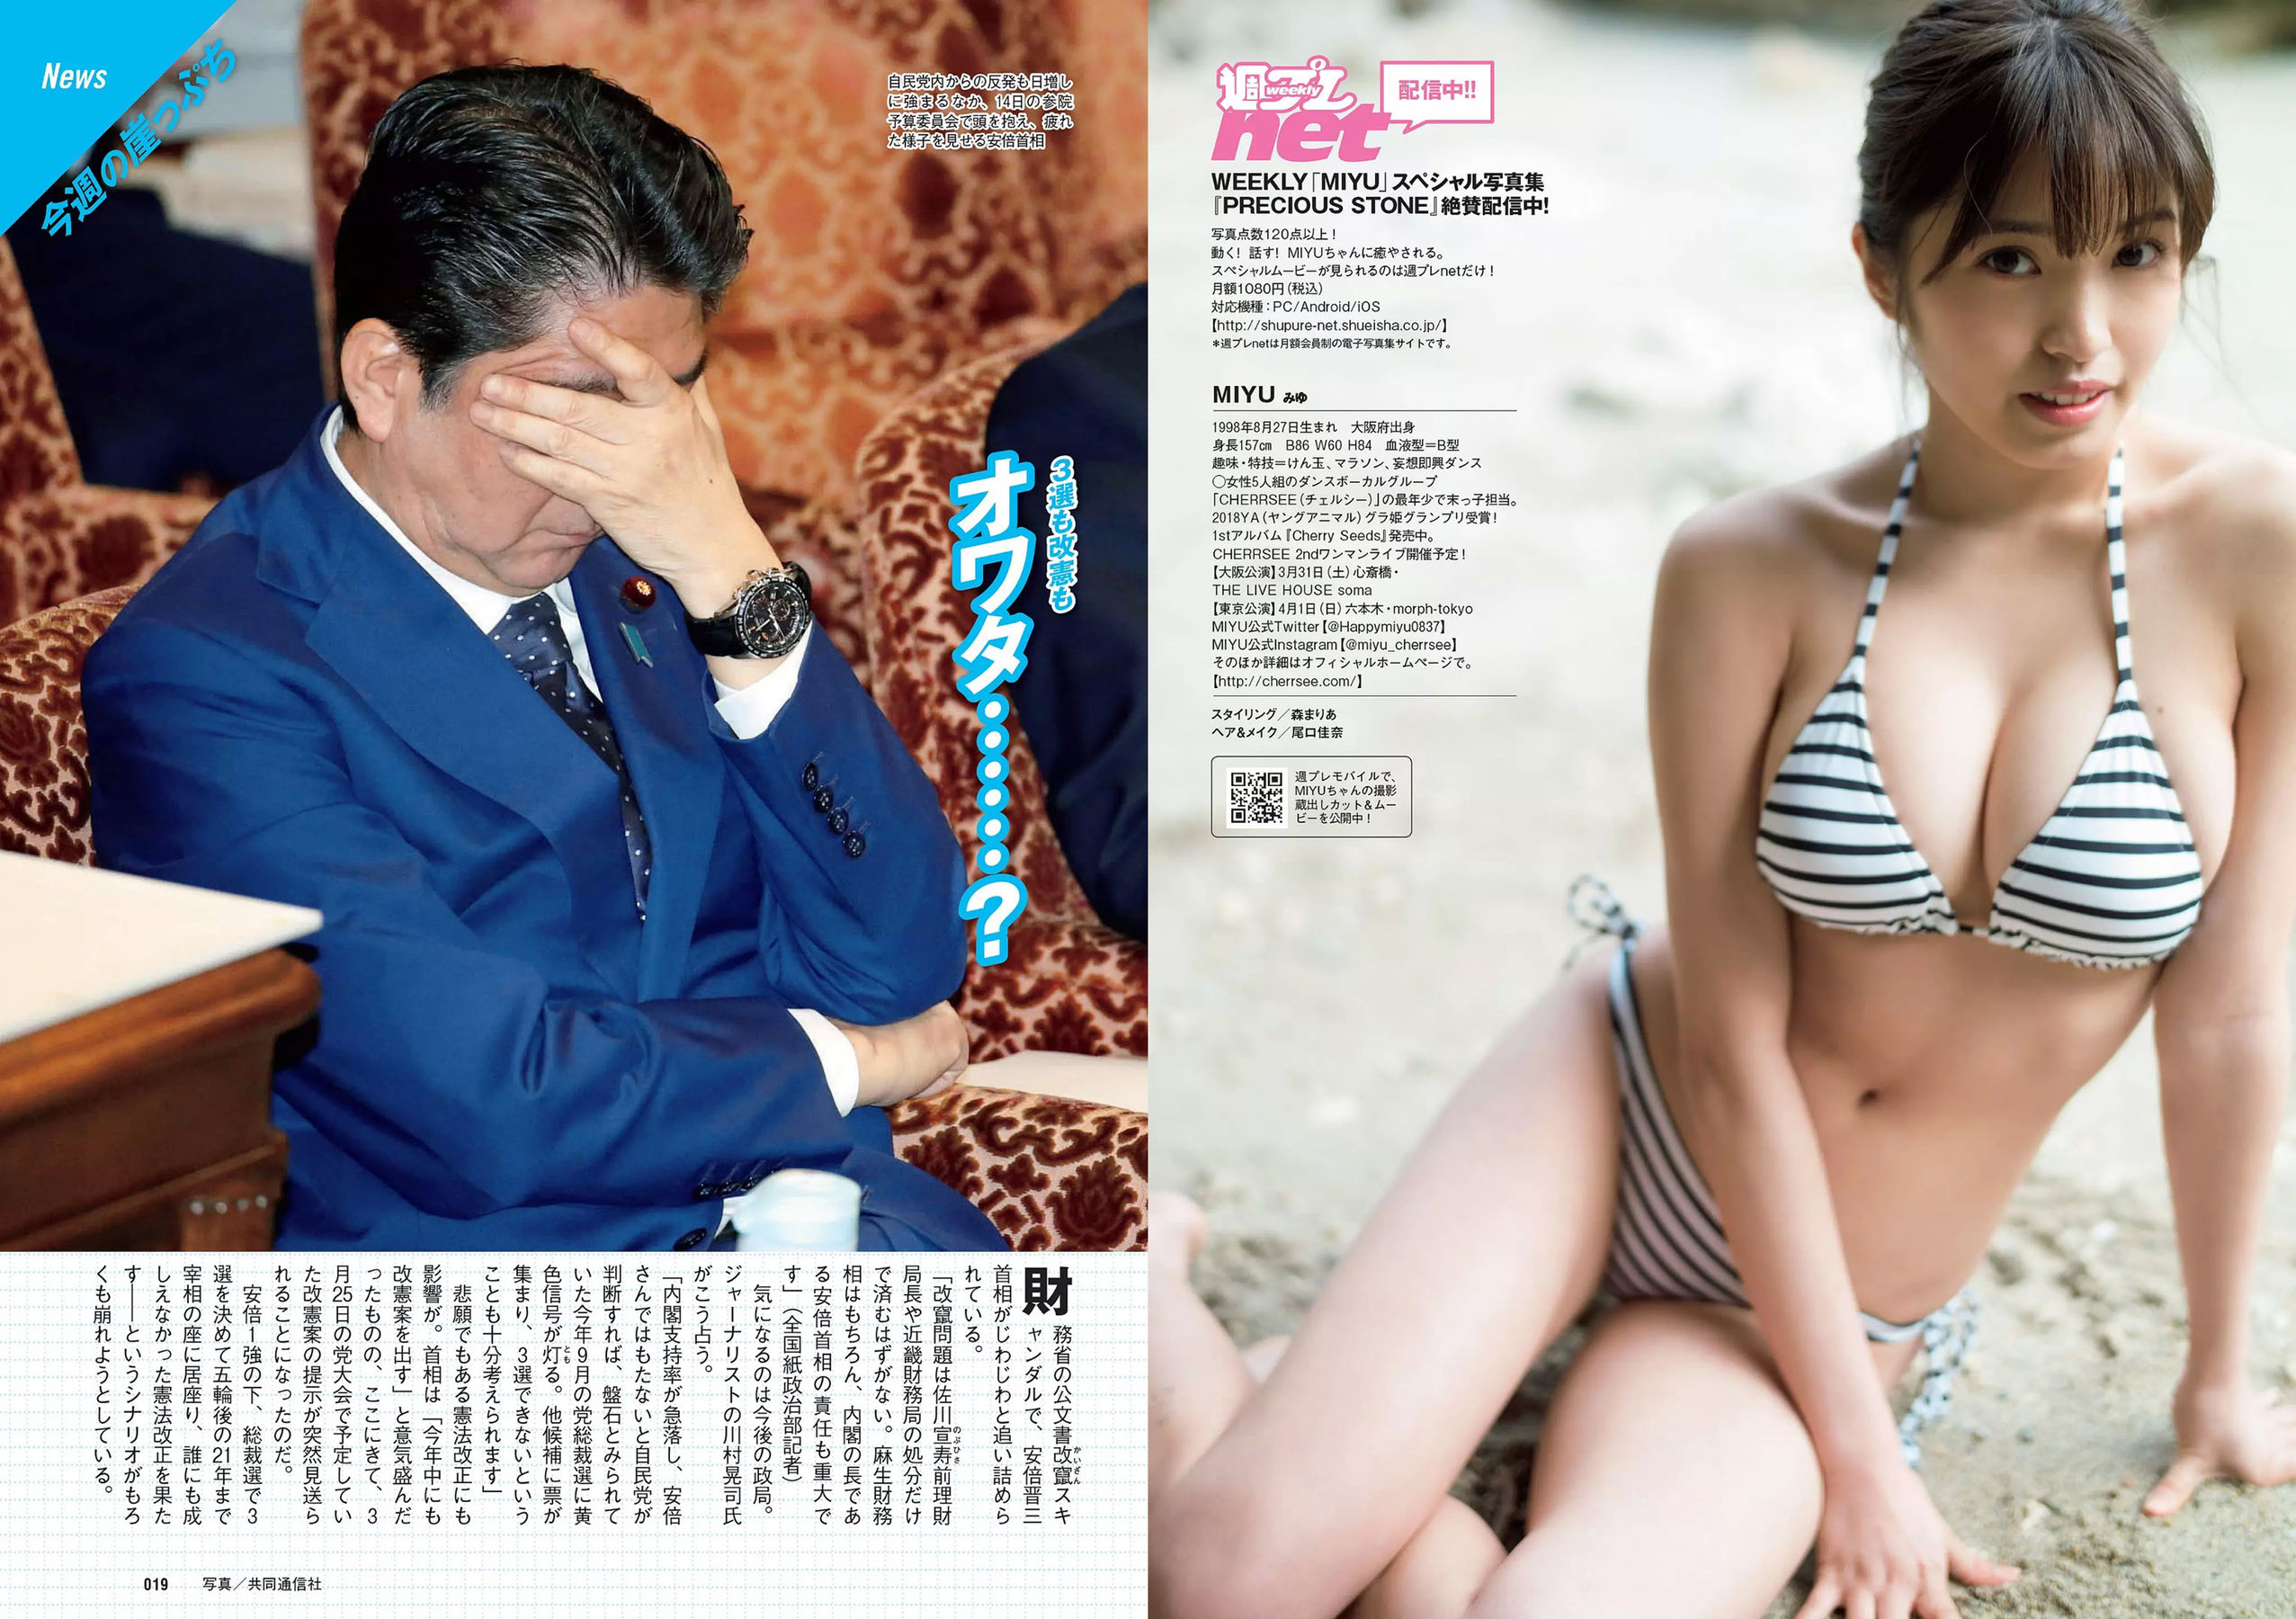 News
今週の崖っぷち
自民党内からの反発も日増し
に強まるなか、14日の参院
予算委員会で頭を抱え、疲れ
た様子を見せる安倍首相
3選も改憲も
オワタ………?
財務省の公文書改竄スキ
ャンダルで、安倍晋三
首相がじわじわと追い詰めら
れている。
「改竄問題は佐川宣寿前理財
局長や近畿財務局の処分だけ
で済むはずがない。麻生財務
相はもちろん、内閣の長であ
る安倍首相の責任も重大で
す」（全国紙政治部記者）
気になるのは今後の政局。
ジャーナリストの川村晃司氏
がこう占う。
「内閣支持率が急落し、安倍
さんではもたないと自民党が
判断すれば、盤石とみられて
いた今年9月の党総裁選に黄
色信号が灯る。他候補に票が
集まり、3選できないという
ことも十分考えられます」
悲願でもある憲法改正にも
影響が。首相は「今年中にも
改憲案を出す」と意気盛んだ
ったものの、ここにきて、3
月25日の党大会で予定してい
た改憲案の提示が突然見送ら
れることになったのだ。
安倍1強の下、総裁選で3
選を決めて五輪後の21年まで
宰相の座に居座り、誰にも成
しえなかった憲法改正を果た
す――というシナリオがもろ
くも崩れようとしている。
かいざん
のぶひさ
とも
019 写真／共同通信社
週プレ
weekly
net
配信中!!
WEEKLY「MIYU」スペシャル写真集
『PRECIOUS STONE』絶賛配信中!
写真点数120点以上！
動く！話す！MIYUちゃんに癒やされる。
スペシャルムービーが見られるのは週プレnetだけ！
月額1080円（税込）
対応機種：PC/Android/iOS
【http://shupure-net.shueisha.co.jp/】
＊週プレnetは月額会員制の電子写真集サイトです。
MIYU みゆ
1998年8月27日生まれ 大阪府出身
身長157㎝ B86 W60 H84 血液型＝B型
趣味・特技＝けん玉、マラソン、妄想即興ダンス
○女性5人組のダンスボーカルグループ
「CHERRSEE（チェルシー）」の最年少で末っ子担当。
2018YA（ヤングアニマル）グラ姫グランプリ受賞！
1stアルバム『Cherry Seeds』発売中。
CHERRSEE 2ndワンマンライブ開催予定！
【大阪公演】3月31日（土）心斎橋・
THE LIVE HOUSE soma
【東京公演】4月1日（日）六本木・morph-tokyo
MIYU公式Twitter【@Happymiyu0837】
MIYU公式Instagram【@miyu_cherrsee】
そのほか詳細はオフィシャルホームページで。
【http://cherrsee.com/】
スタイリング／森まりあ
ヘア&メイク／尾口佳奈
週プレモバイルで、
MIYUちゃんの撮影
蔵出しカット＆ムー
ビーを公開中！